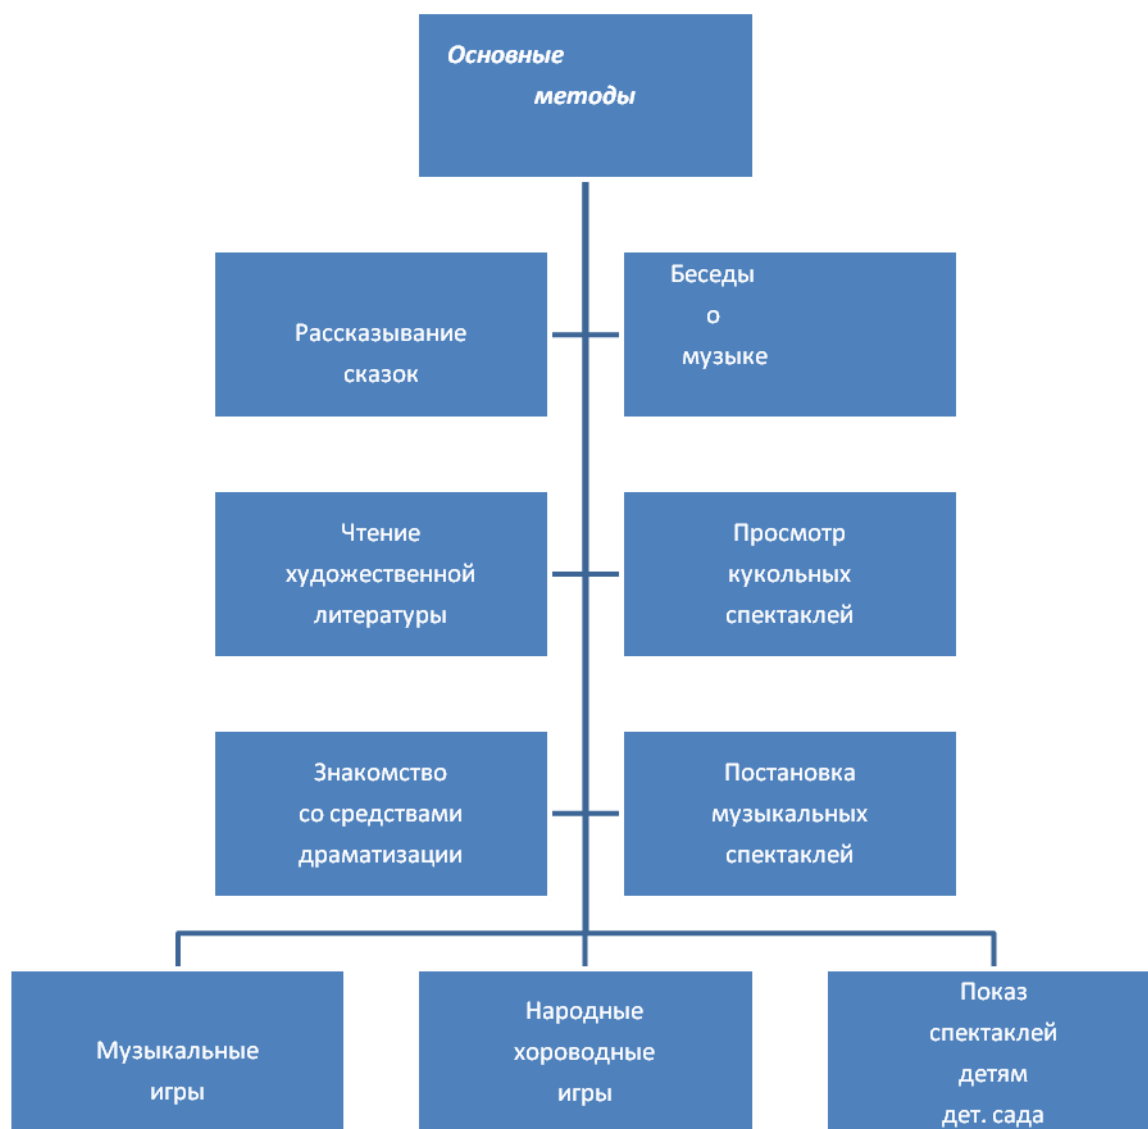 Основные
методы
Рассказывание
сказок
Беседы
о
музыке
Чтение
художественной
литературы
Просмотр
кукольных
спектаклей
Знакомство
со средствами
драматизации
Постановка
музыкальных
спектаклей
Музыкальные
игры
Народные
хороводные
игры
Показ
спектаклей
детям
дет. сада